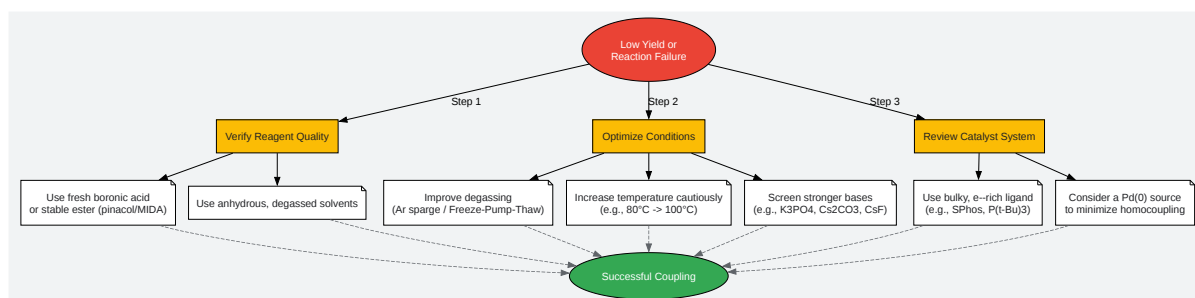 Low Yield or
Reaction Failure
Step 1
Step 2
Step 3
Verify Reagent Quality
Optimize Conditions
Review Catalyst System
Use fresh boronic acid
or stable ester (pinacol/MIDA)
Use anhydrous, degassed solvents
Improve degassing
(Ar sparge / Freeze-Pump-Thaw)
Increase temperature cautiously
(e.g., 80°C -> 100°C)
Screen stronger bases
(e.g., K3PO4, Cs2CO3, CsF)
Use bulky, e--rich ligand
(e.g., SPhos, P(t-Bu)3)
Consider a Pd(0) source
to minimize homocoupling
Successful Coupling